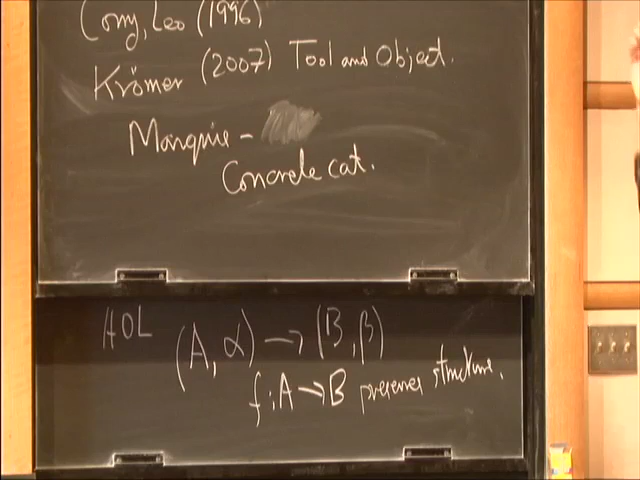 Corry, Leo (1996)
Krömer (2007) Tool and Object.
Marquis –
Concrete cat.
HOL (A, α) → (B, β)
f: A → B preserves structure.